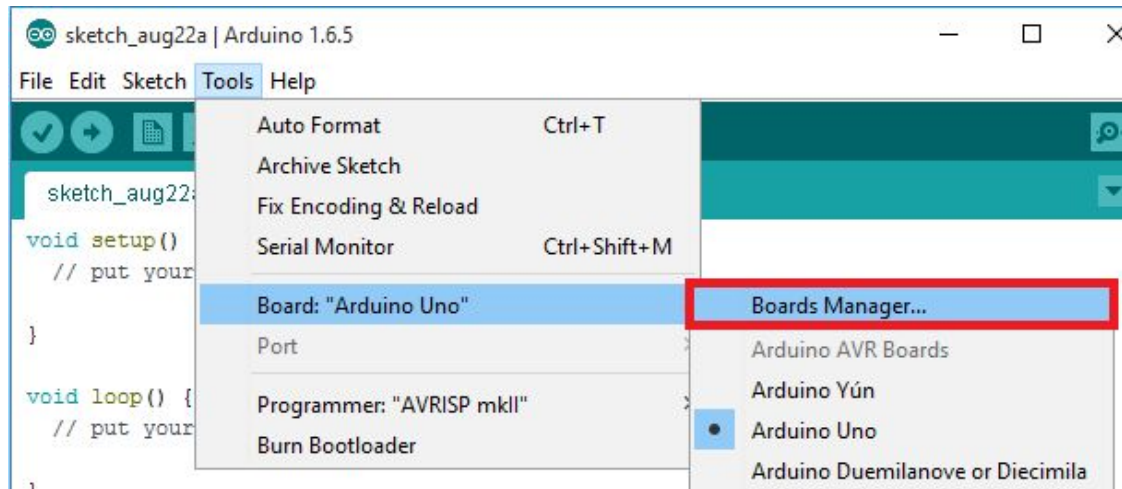 sketch_aug22a | Arduino 1.6.5
File Edit Sketch Tools Help
Auto Format Ctrl+T
Archive Sketch
sketch_aug22
Fix Encoding & Reload
void setup()
Serial Monitor Ctrl+Shift+M
// put your
Board: "Arduino Uno"
Boards Manager...
}
Port
Arduino AVR Boards
void loop() {
Programmer: "AVRISP mkII"
Arduino Yún
// put your
Burn Bootloader
Arduino Uno
Arduino Duemilanove or Diecimila